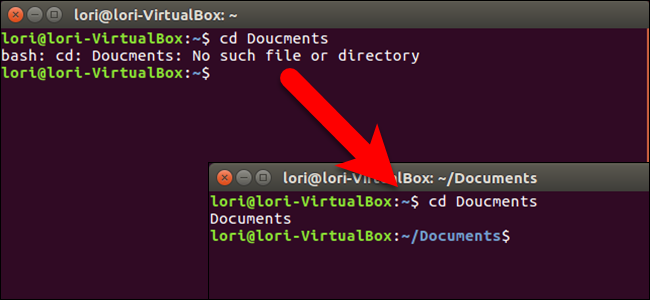 lori@lori-VirtualBox: ~
lori@lori-VirtualBox:~$ cd Doucments
bash: cd: Doucments: No such file or directory
lori@lori-VirtualBox:~$
lori@lori-VirtualBox: ~/Documents
lori@lori-VirtualBox:~$ cd Doucments
Documents
lori@lori-VirtualBox:~/Documents$